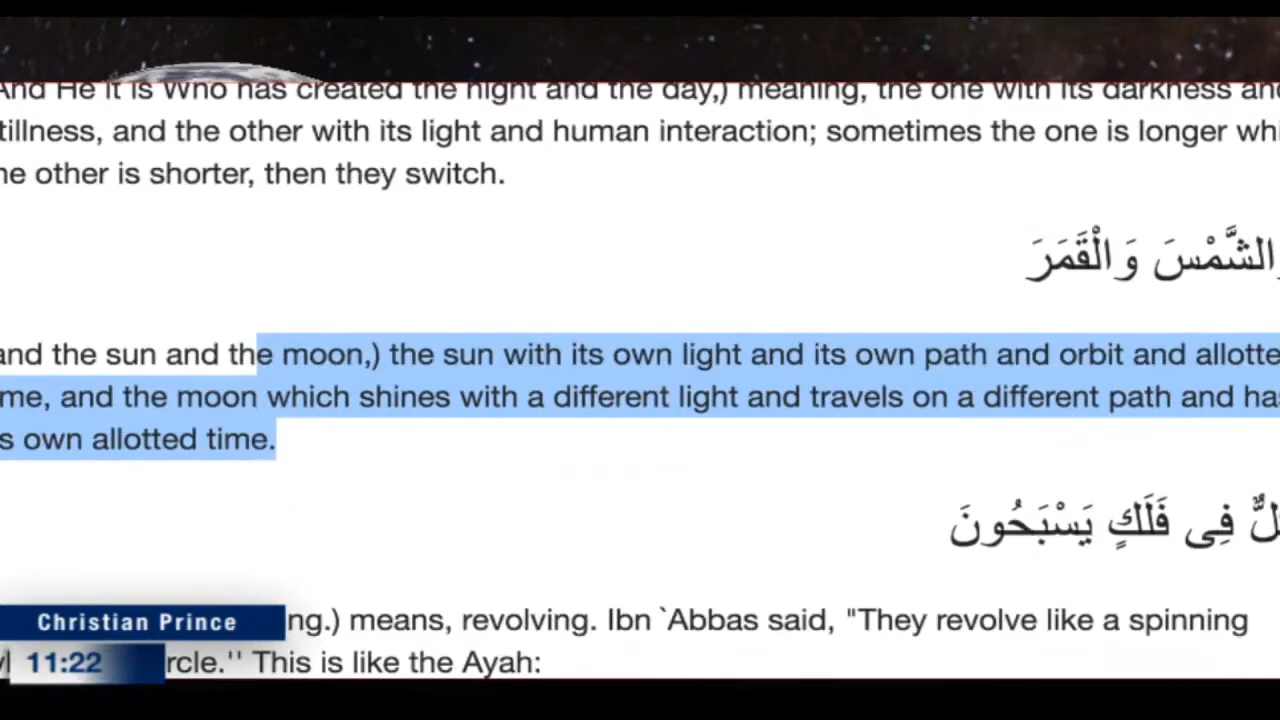 And He it is Who has created the night and the day,) meaning, the one with its darkness and
tillness, and the other with its light and human interaction; sometimes the one is longer whi
he other is shorter, then they switch.
وَالشَّمْسَ وَالْقَمَرَ
and the sun and the moon,) the sun with its own light and its own path and orbit and allotte
me, and the moon which shines with a different light and travels on a different path and has
s own allotted time.
كُلٌّ فِى فَلَكٍ يَسْبَحُونَ
ng.) means, revolving. Ibn `Abbas said, "They revolve like a spinning
rcle.'' This is like the Ayah:
Christian Prince
11:22